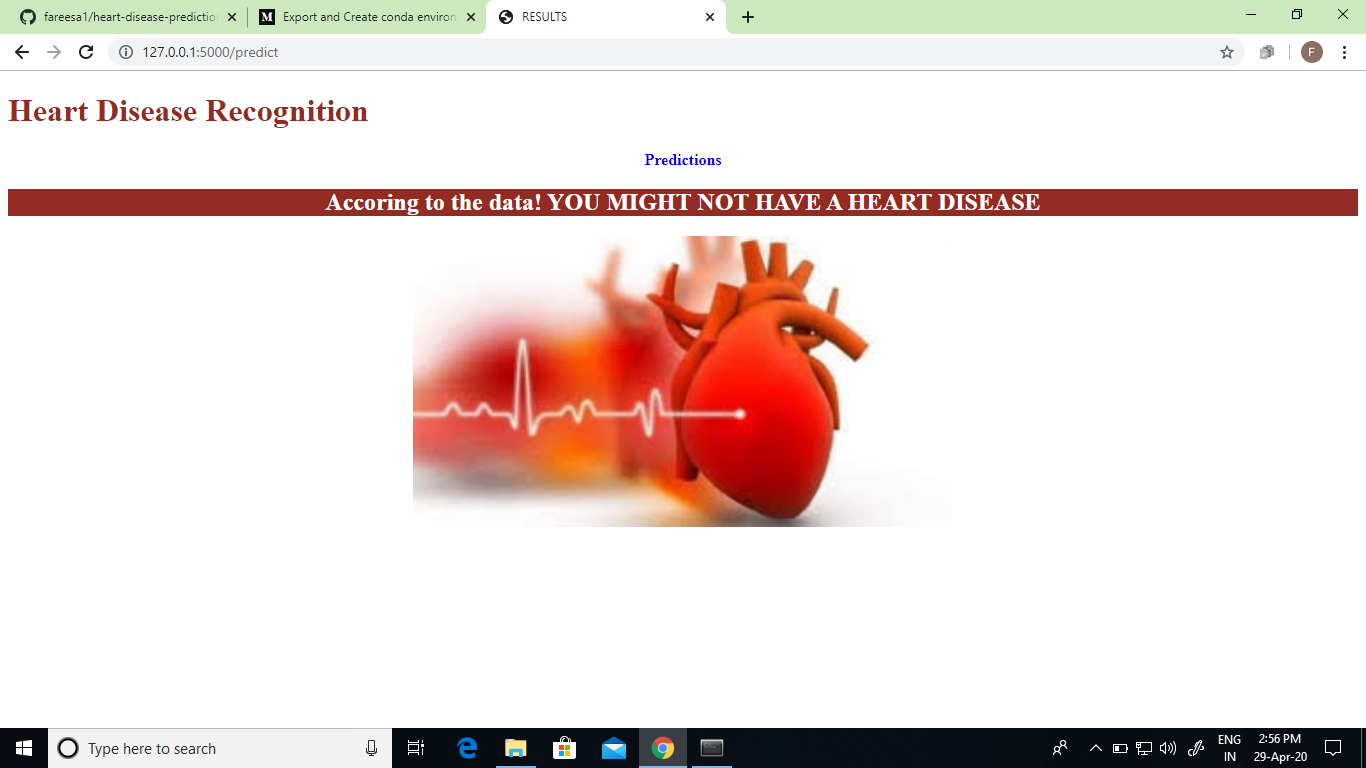 fareesa1/heart-disease-prediction
Export and Create conda environ
RESULTS
127.0.0.1:5000/predict
F
Heart Disease Recognition
Predictions
Accoring to the data! YOU MIGHT NOT HAVE A HEART DISEASE
Type here to search
ENG
IN
2:56 PM
29-Apr-20